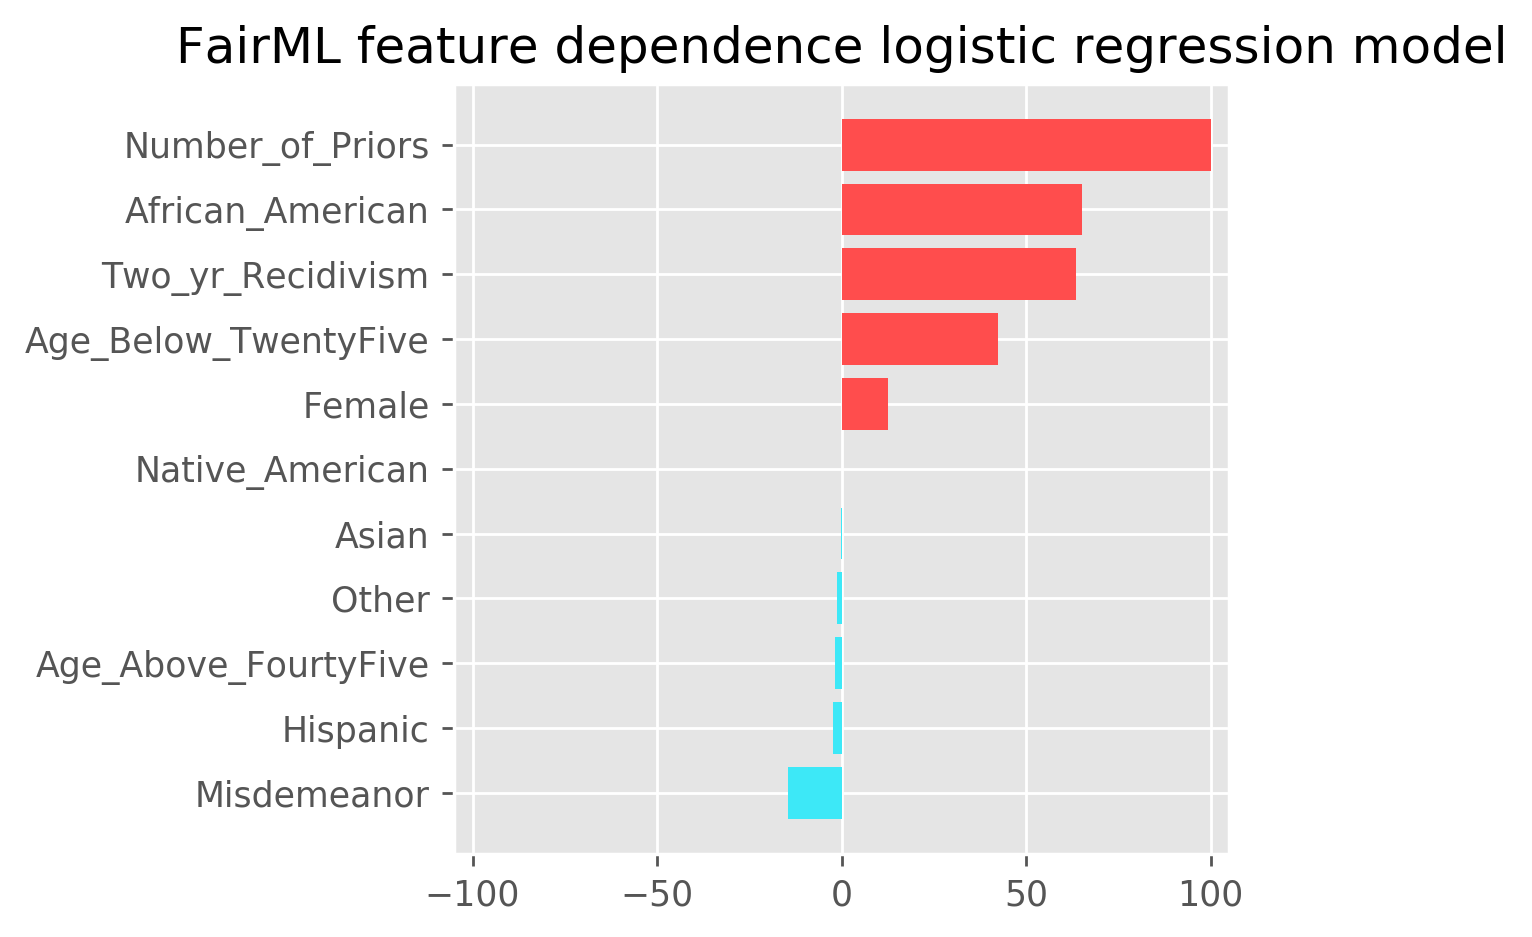 FairML feature dependence logistic regression model
Number_of_Priors
African_American
Two_yr_Recidivism
Age_Below_TwentyFive
Female
Native_American
Asian
Other
Age_Above_FourtyFive
Hispanic
Misdemeanor
−100 −50 0 50 100